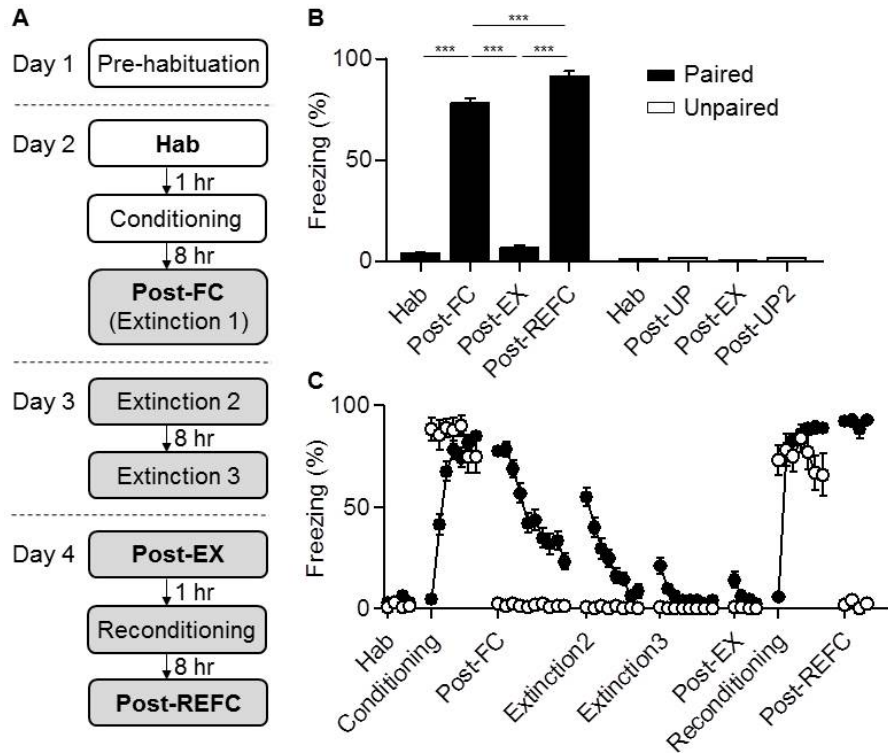 A
Day 1
Pre-habituation
Day 2
Hab
1 hr
Conditioning
8 hr
Post-FC
(Extinction 1)
Day 3
Extinction 2
8 hr
Extinction 3
Day 4
Post-EX
1 hr
Reconditioning
8 hr
Post-REFC
B
***
*** *** ***
100
50
0
Freezing (%)
Paired
Unpaired
Hab
Post-FC
Post-EX
Post-REFC
Hab
Post-UP
Post-EX
Post-UP2
C
100
50
0
Freezing (%)
Hab
Conditioning
Post-FC
Extinction2
Extinction3
Post-EX
Reconditioning
Post-REFC